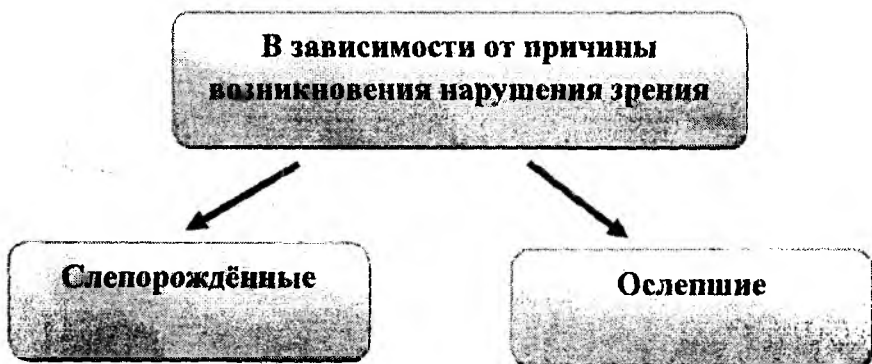 В зависимости от причины
возникновения нарушения зрения
Слепорождённые
Ослепшие